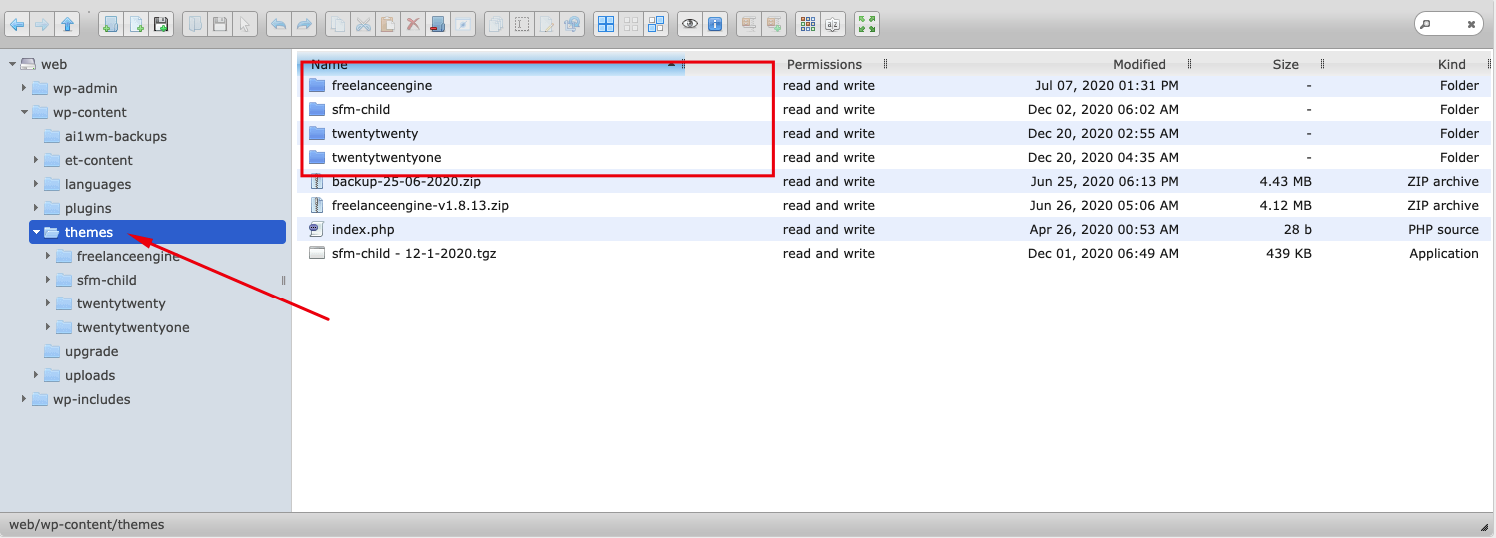 web
wp-admin
wp-content
ai1wm-backups
et-content
languages
plugins
themes
freelanceengine
sfm-child
twentytwenty
twentytwentyone
upgrade
uploads
wp-includes
Name Permissions Modified Size Kind
freelanceengine read and write Jul 07, 2020 01:31 PM - Folder
sfm-child read and write Dec 02, 2020 06:02 AM - Folder
twentytwenty read and write Dec 20, 2020 02:55 AM - Folder
twentytwentyone read and write Dec 20, 2020 04:35 AM - Folder
backup-25-06-2020.zip read and write Jun 25, 2020 06:13 PM 4.43 MB ZIP archive
freelanceengine-v1.8.13.zip read and write Jun 26, 2020 05:06 AM 4.12 MB ZIP archive
index.php read and write Apr 26, 2020 00:53 AM 28 b PHP source
sfm-child - 12-1-2020.tgz read and write Dec 01, 2020 06:49 AM 439 KB Application
web/wp-content/themes